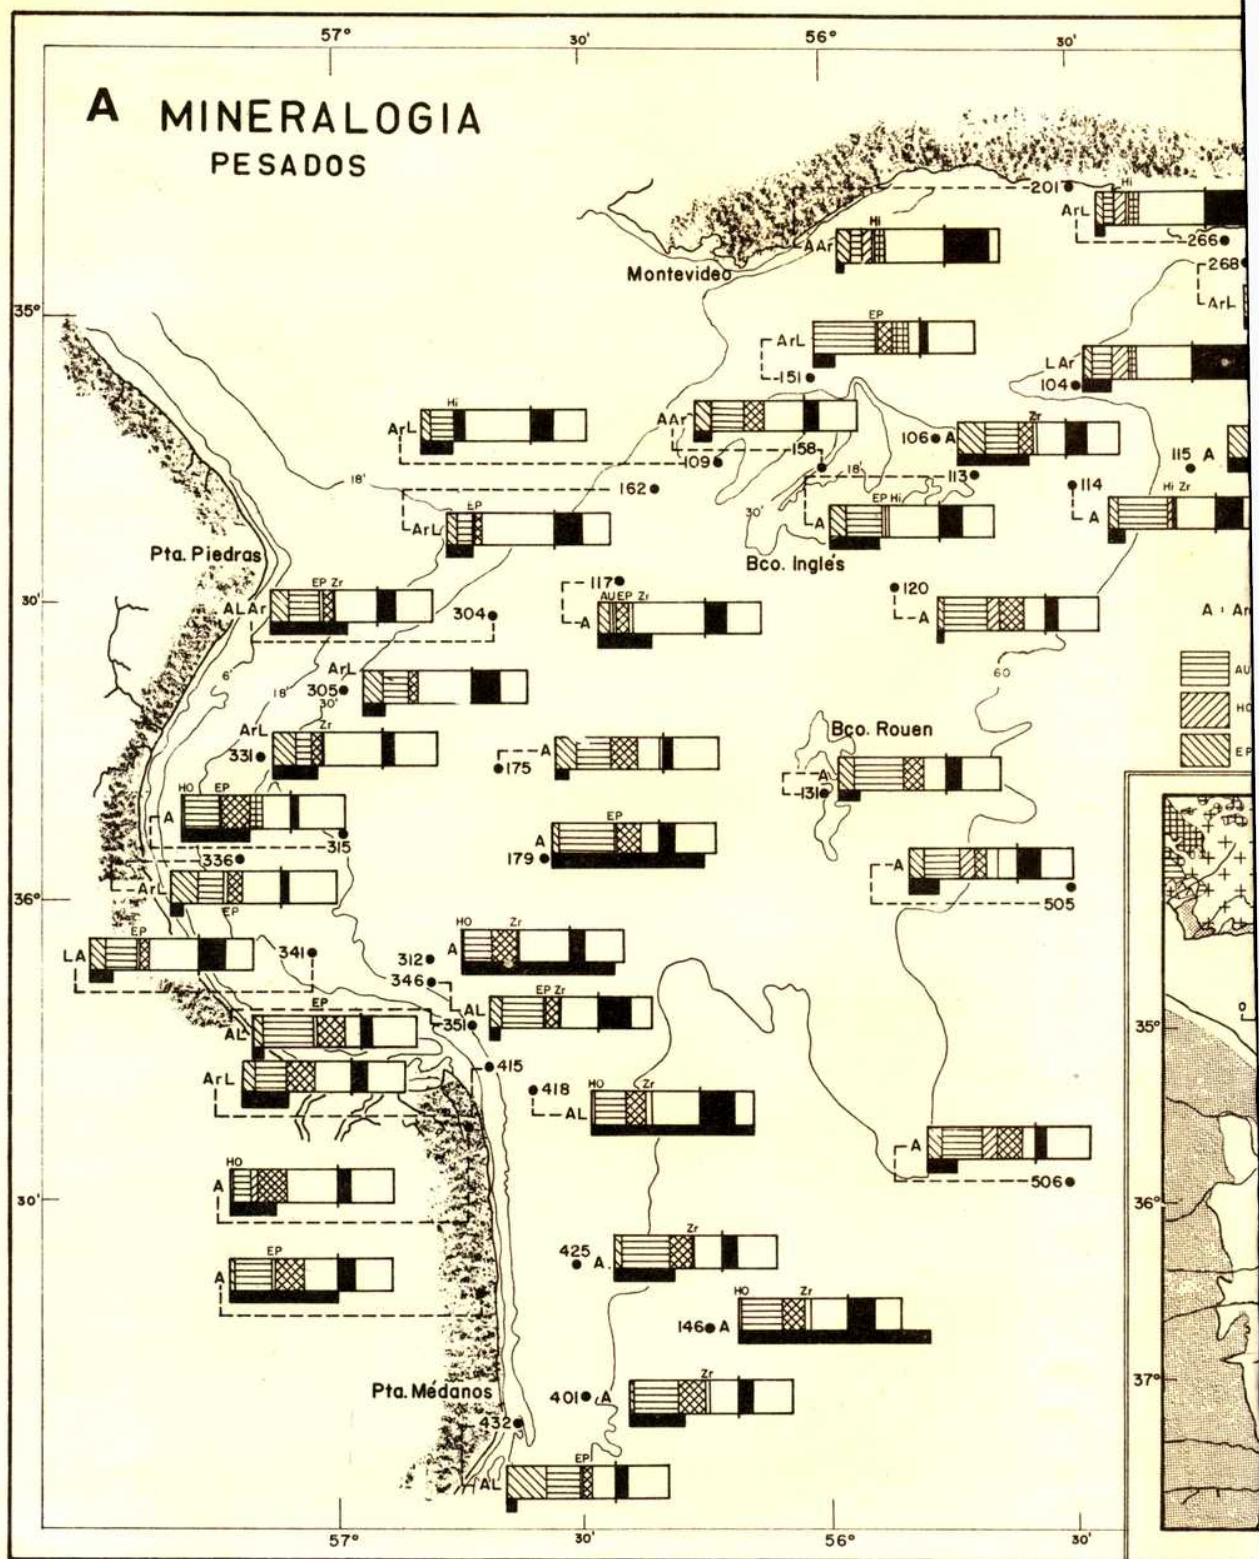 57° 30' 56° 30'
A MINERALOGIA
PESADOS
201
Hi
ArL
266
Hi
AAr
Montevideo
268
ArL
35°
EP
ArL
151
LAr
104
Hi
ArL
AAr
158
109
Zr
106 A
115 A
18'
162
18'
113
114
EP
ArL
30'
EP Hi
A
Hi Zr
A
Pta. Piedras
Bco. Inglés
30'
EP Zr
ALAr
304
117
AU EP Zr
A
120
A
A : Ar
6'
18'
ArL
305
30'
60
AU
HO
EP
ArL
Zr
331
A
175
Bco. Rouen
A
131
HO EP
A
315
EP
A
179
336
ArL
EP
A
505
36°
EP
LA
341
HO Zr
312 A
346
AL
EP Zr
EP
AL
351
35°
ArL
415
418
HO Zr
AL
A
506
HO
A
30'
36°
EP
A
425 A.
Zr
HO Zr
146 A
Pta. Médanos
401 A
Zr
37°
432
EP
AL
57° 30' 56° 30'